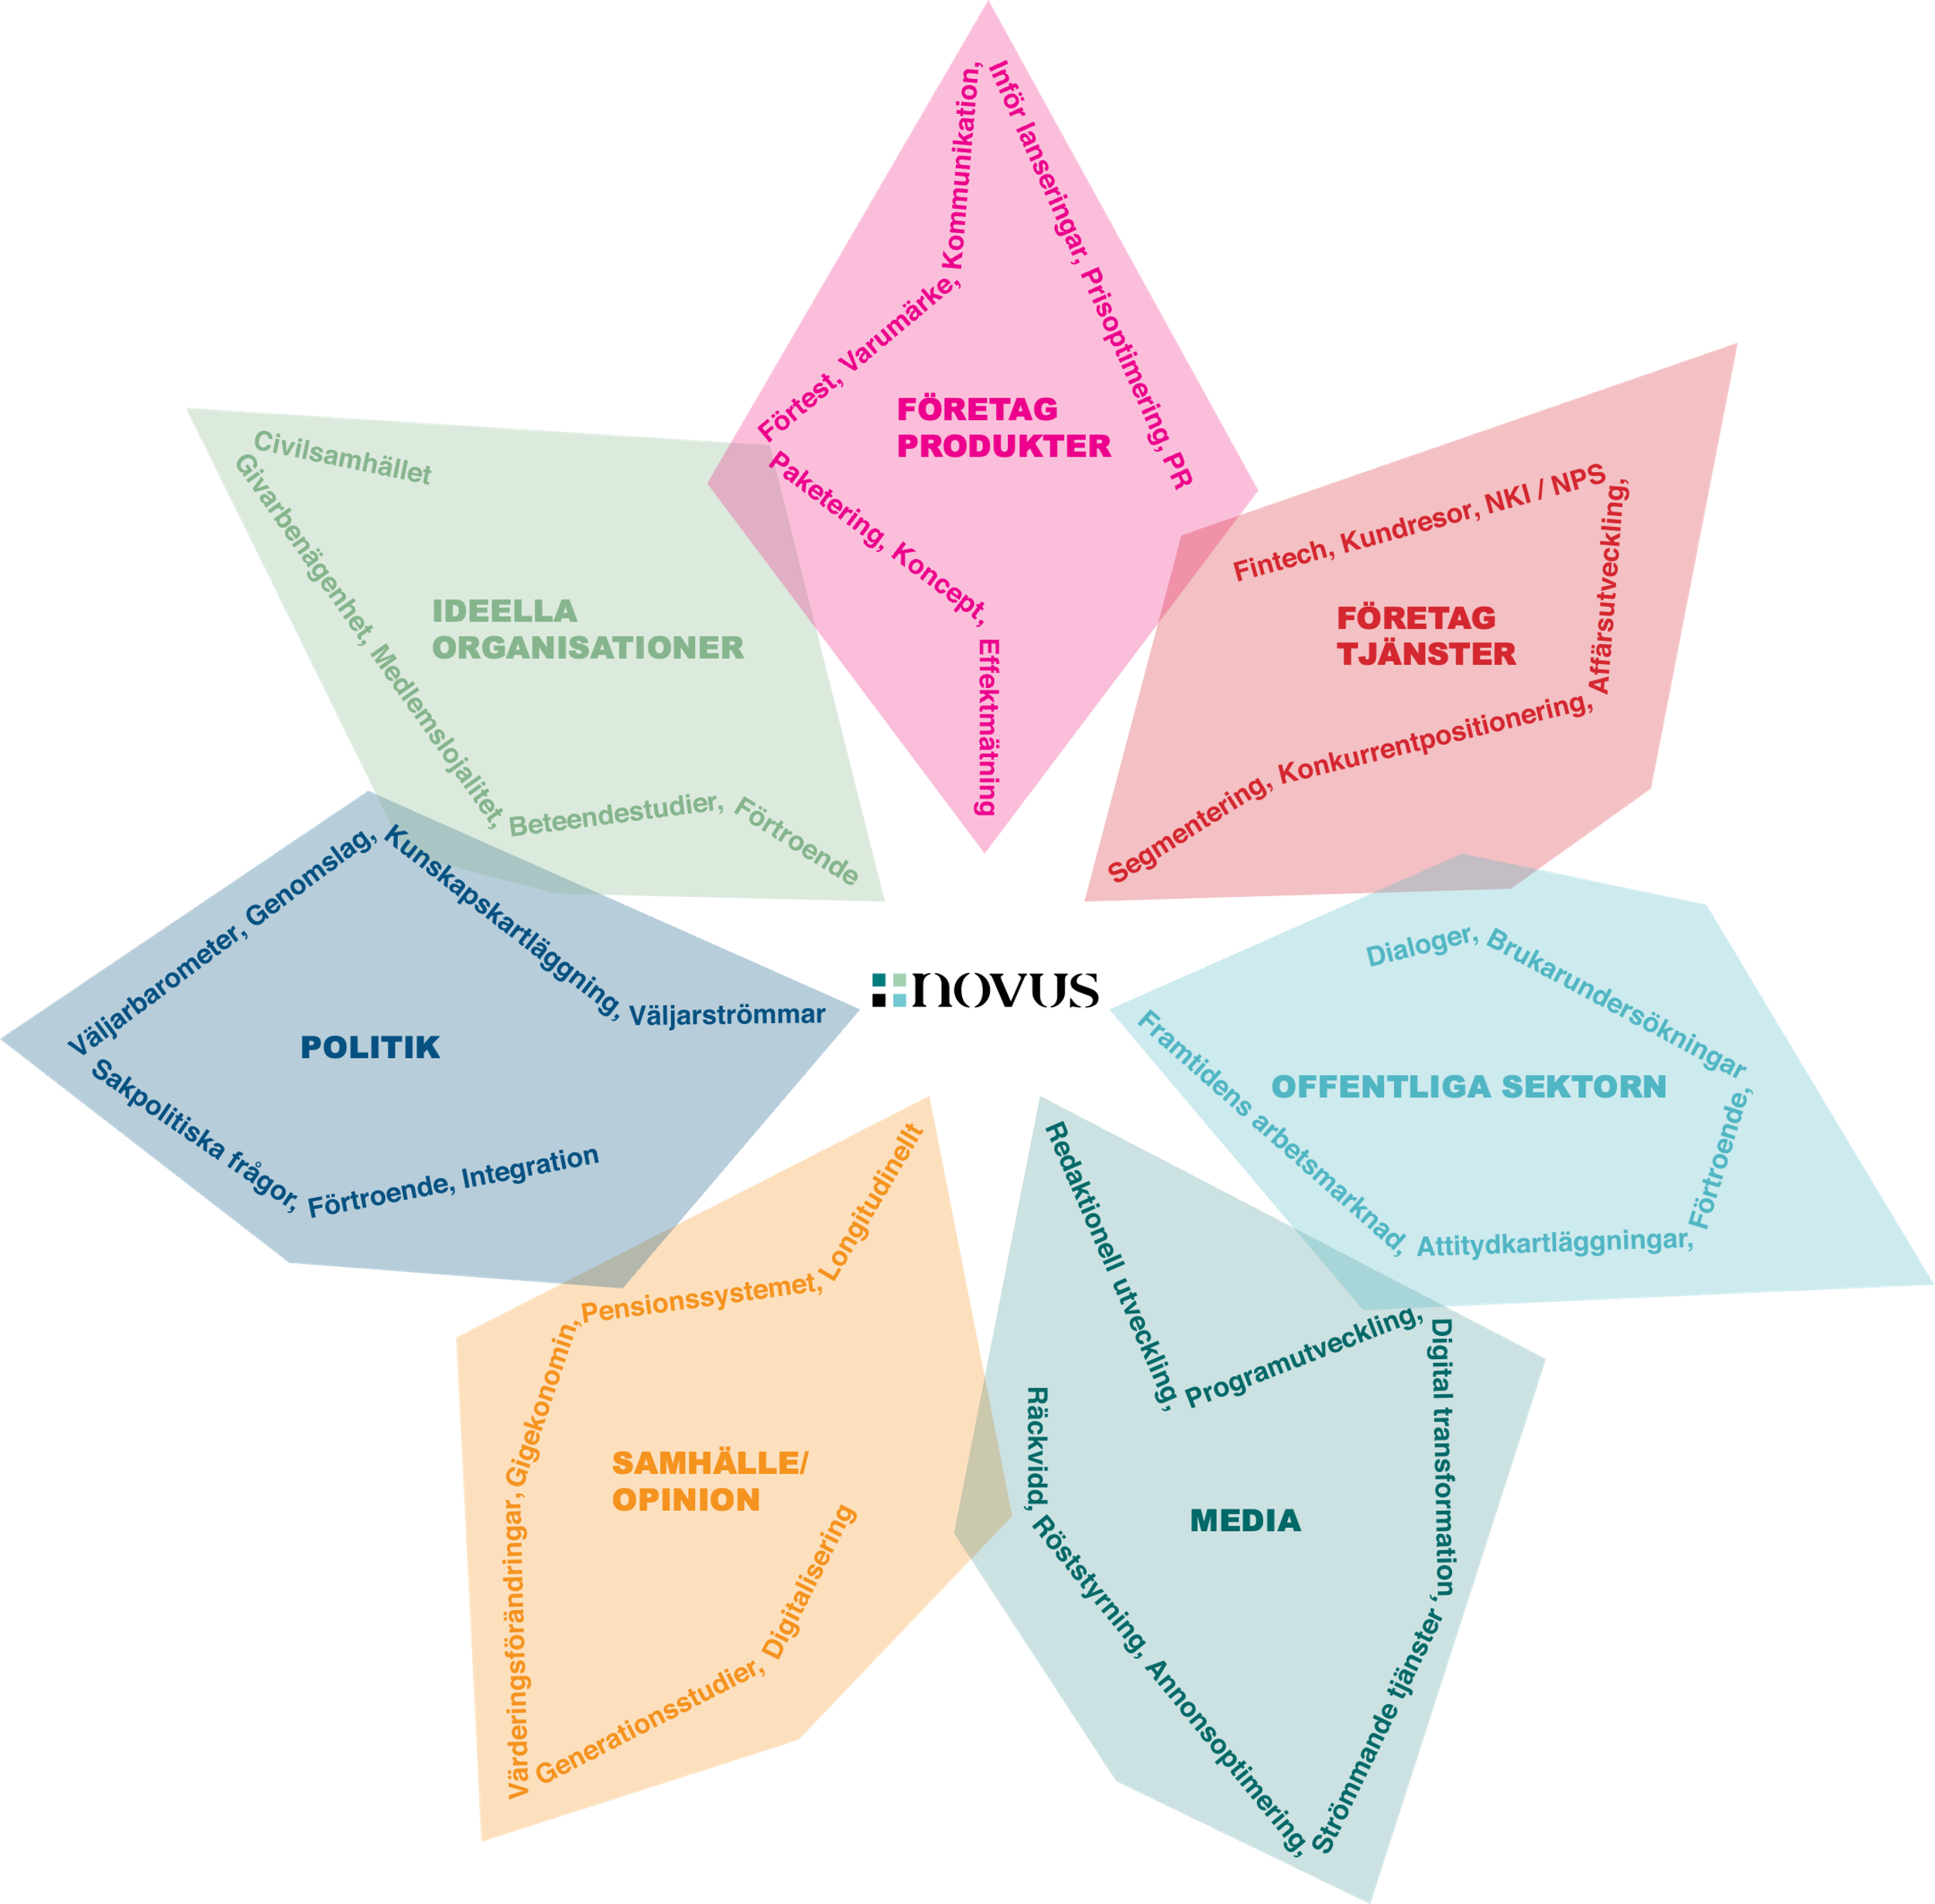 Förtest, Varumärke, Kommunikation,
Inför lanseringar, Prisoptimering, PR
FÖRETAG
PRODUKTER
Paketering, Koncept, Effektmätning
Fintech, Kundresor, NKI / NPS
FÖRETAG
TJÄNSTER
Segmentering, Konkurrentpositionering, Affärsutveckling,
Dialoger, Brukarundersökningar
OFFENTLIGA SEKTORN
Framtidens arbetsmarknad, Attitydkartläggningar, Förtroende,
Redaktionell utveckling, Programutveckling, Digital transformation,
MEDIA
Räckvidd, Röststyrning, Annonsoptimering, Strömmande tjänster
Värderingsförändringar, Gigekonomin, Pensionssystemet, Longitudinellt
SAMHÄLLE/
OPINION
Generationsstudier, Digitalisering
Väljarbarometer, Genomslag, Kunskapskartläggning, Väljarströmmar
POLITIK
Sakpolitiska frågor, Förtroende, Integration
Civilsamhället
IDEELLA
ORGANISATIONER
Givarbenägenhet, Medlemslojalitet, Beteendestudier, Förtroende
novus